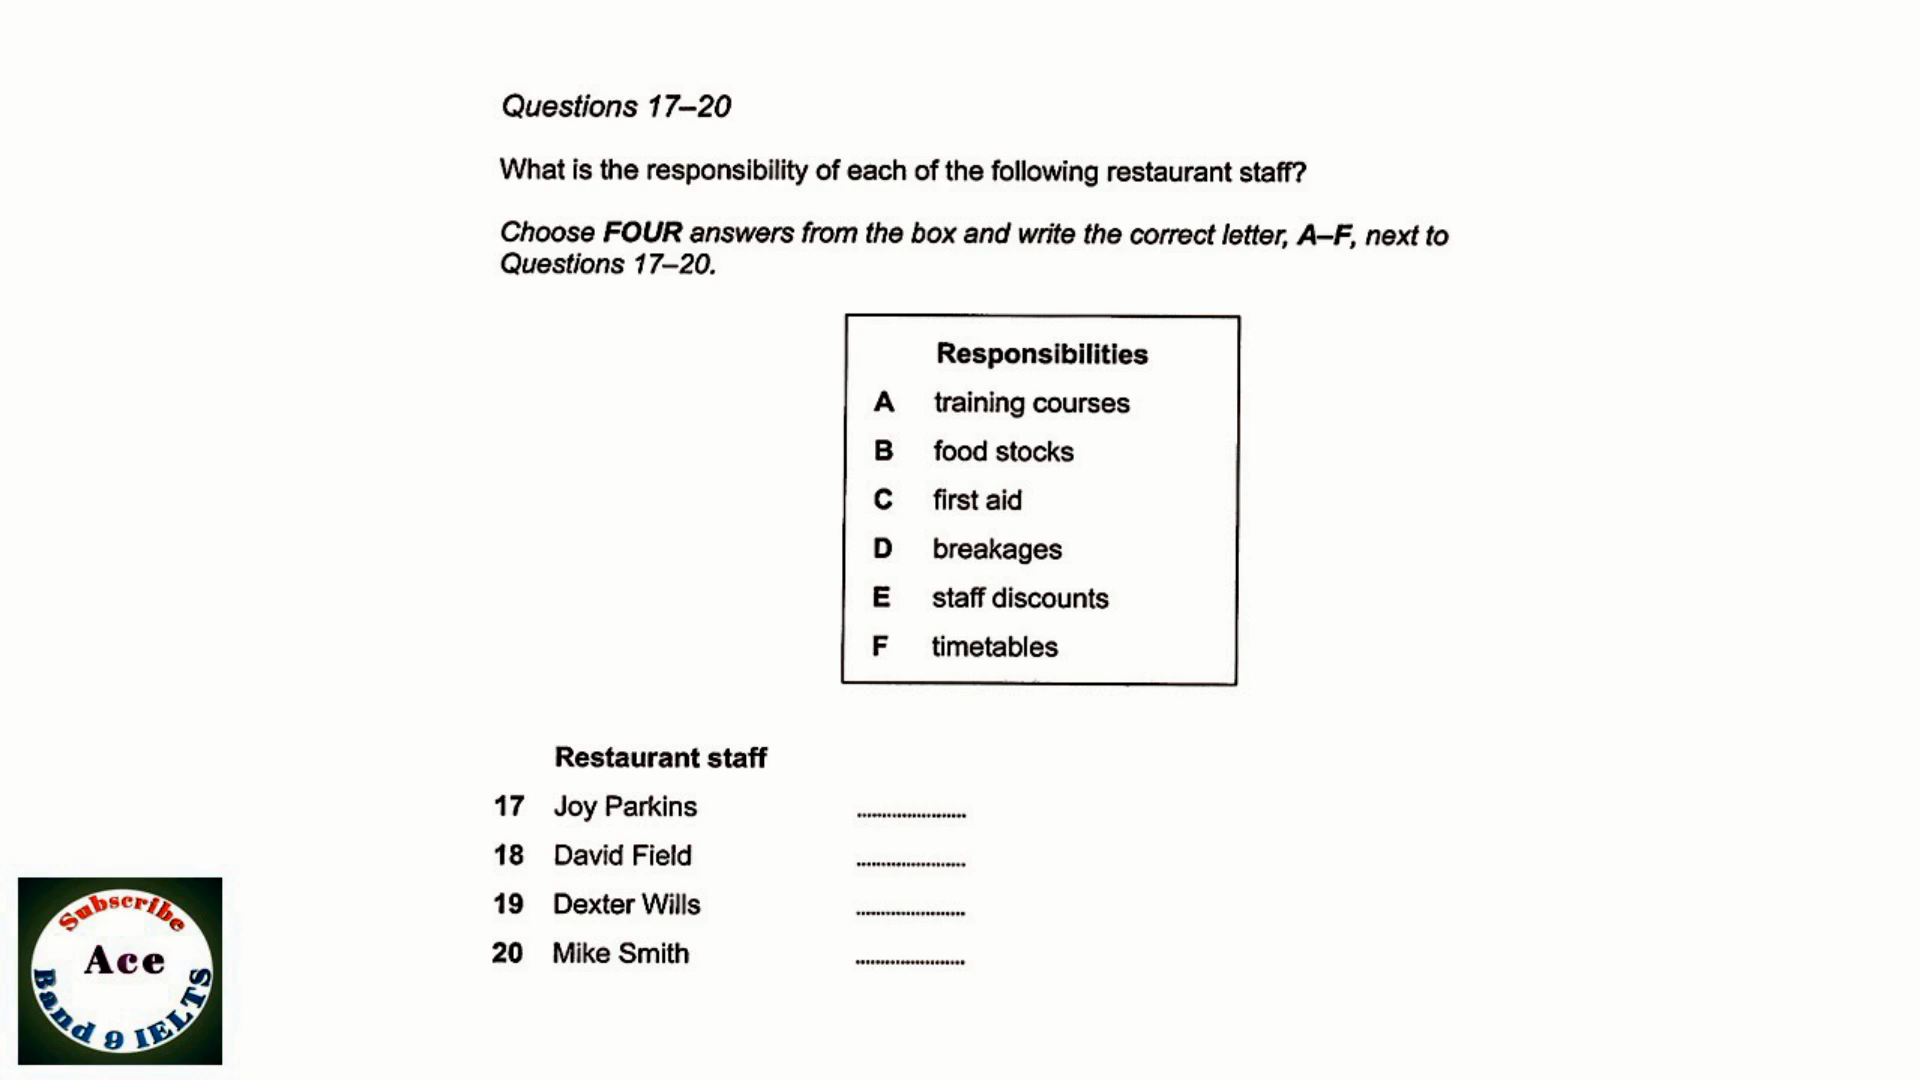 Questions 17–20
What is the responsibility of each of the following restaurant staff?
Choose FOUR answers from the box and write the correct letter, A–F, next to
Questions 17–20.
Responsibilities
A training courses
B food stocks
C first aid
D breakages
E staff discounts
F timetables
Restaurant staff
17 Joy Parkins ........................
18 David Field ........................
19 Dexter Wills ........................
20 Mike Smith ........................
Subscribe
Ace
Band 9 IELTS